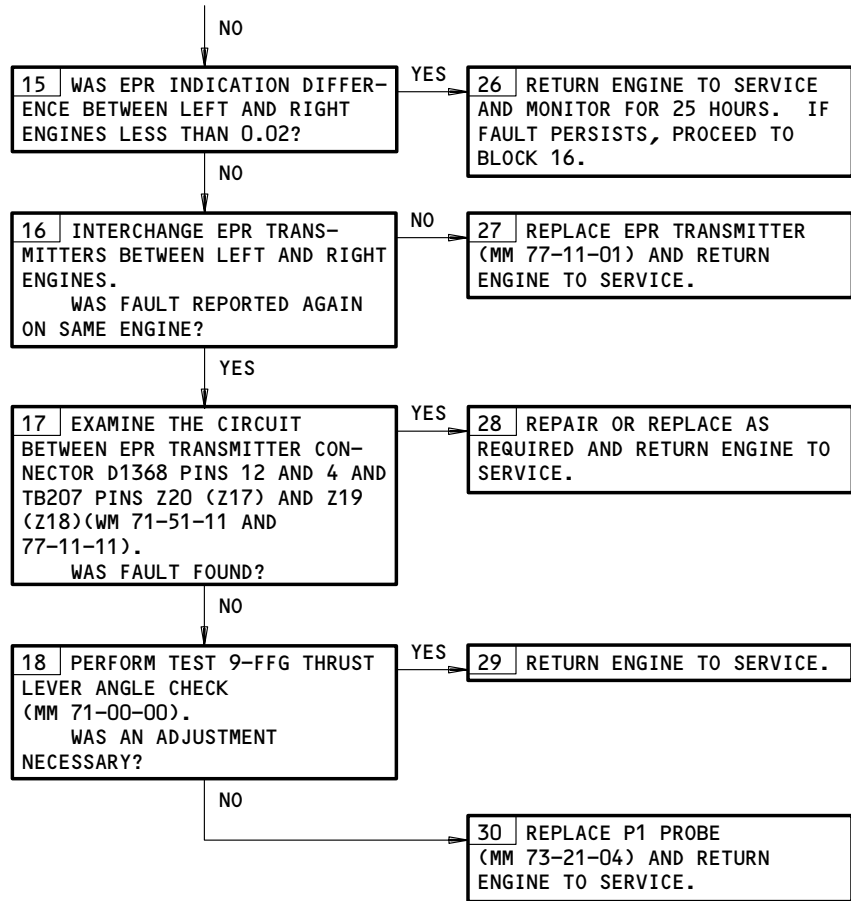 NO
15 WAS EPR INDICATION DIFFER-
ENCE BETWEEN LEFT AND RIGHT
ENGINES LESS THAN 0.02?
YES
26 RETURN ENGINE TO SERVICE
AND MONITOR FOR 25 HOURS. IF
FAULT PERSISTS, PROCEED TO
BLOCK 16.
NO
16 INTERCHANGE EPR TRANS-
MITTERS BETWEEN LEFT AND RIGHT
ENGINES.
WAS FAULT REPORTED AGAIN
ON SAME ENGINE?
NO
27 REPLACE EPR TRANSMITTER
(MM 77-11-01) AND RETURN
ENGINE TO SERVICE.
YES
17 EXAMINE THE CIRCUIT
BETWEEN EPR TRANSMITTER CON-
NECTOR D1368 PINS 12 AND 4 AND
TB207 PINS Z20 (Z17) AND Z19
(Z18)(WM 71-51-11 AND
77-11-11).
WAS FAULT FOUND?
YES
28 REPAIR OR REPLACE AS
REQUIRED AND RETURN ENGINE TO
SERVICE.
NO
18 PERFORM TEST 9-FFG THRUST
LEVER ANGLE CHECK
(MM 71-00-00).
WAS AN ADJUSTMENT
NECESSARY?
YES
29 RETURN ENGINE TO SERVICE.
NO
30 REPLACE P1 PROBE
(MM 73-21-04) AND RETURN
ENGINE TO SERVICE.